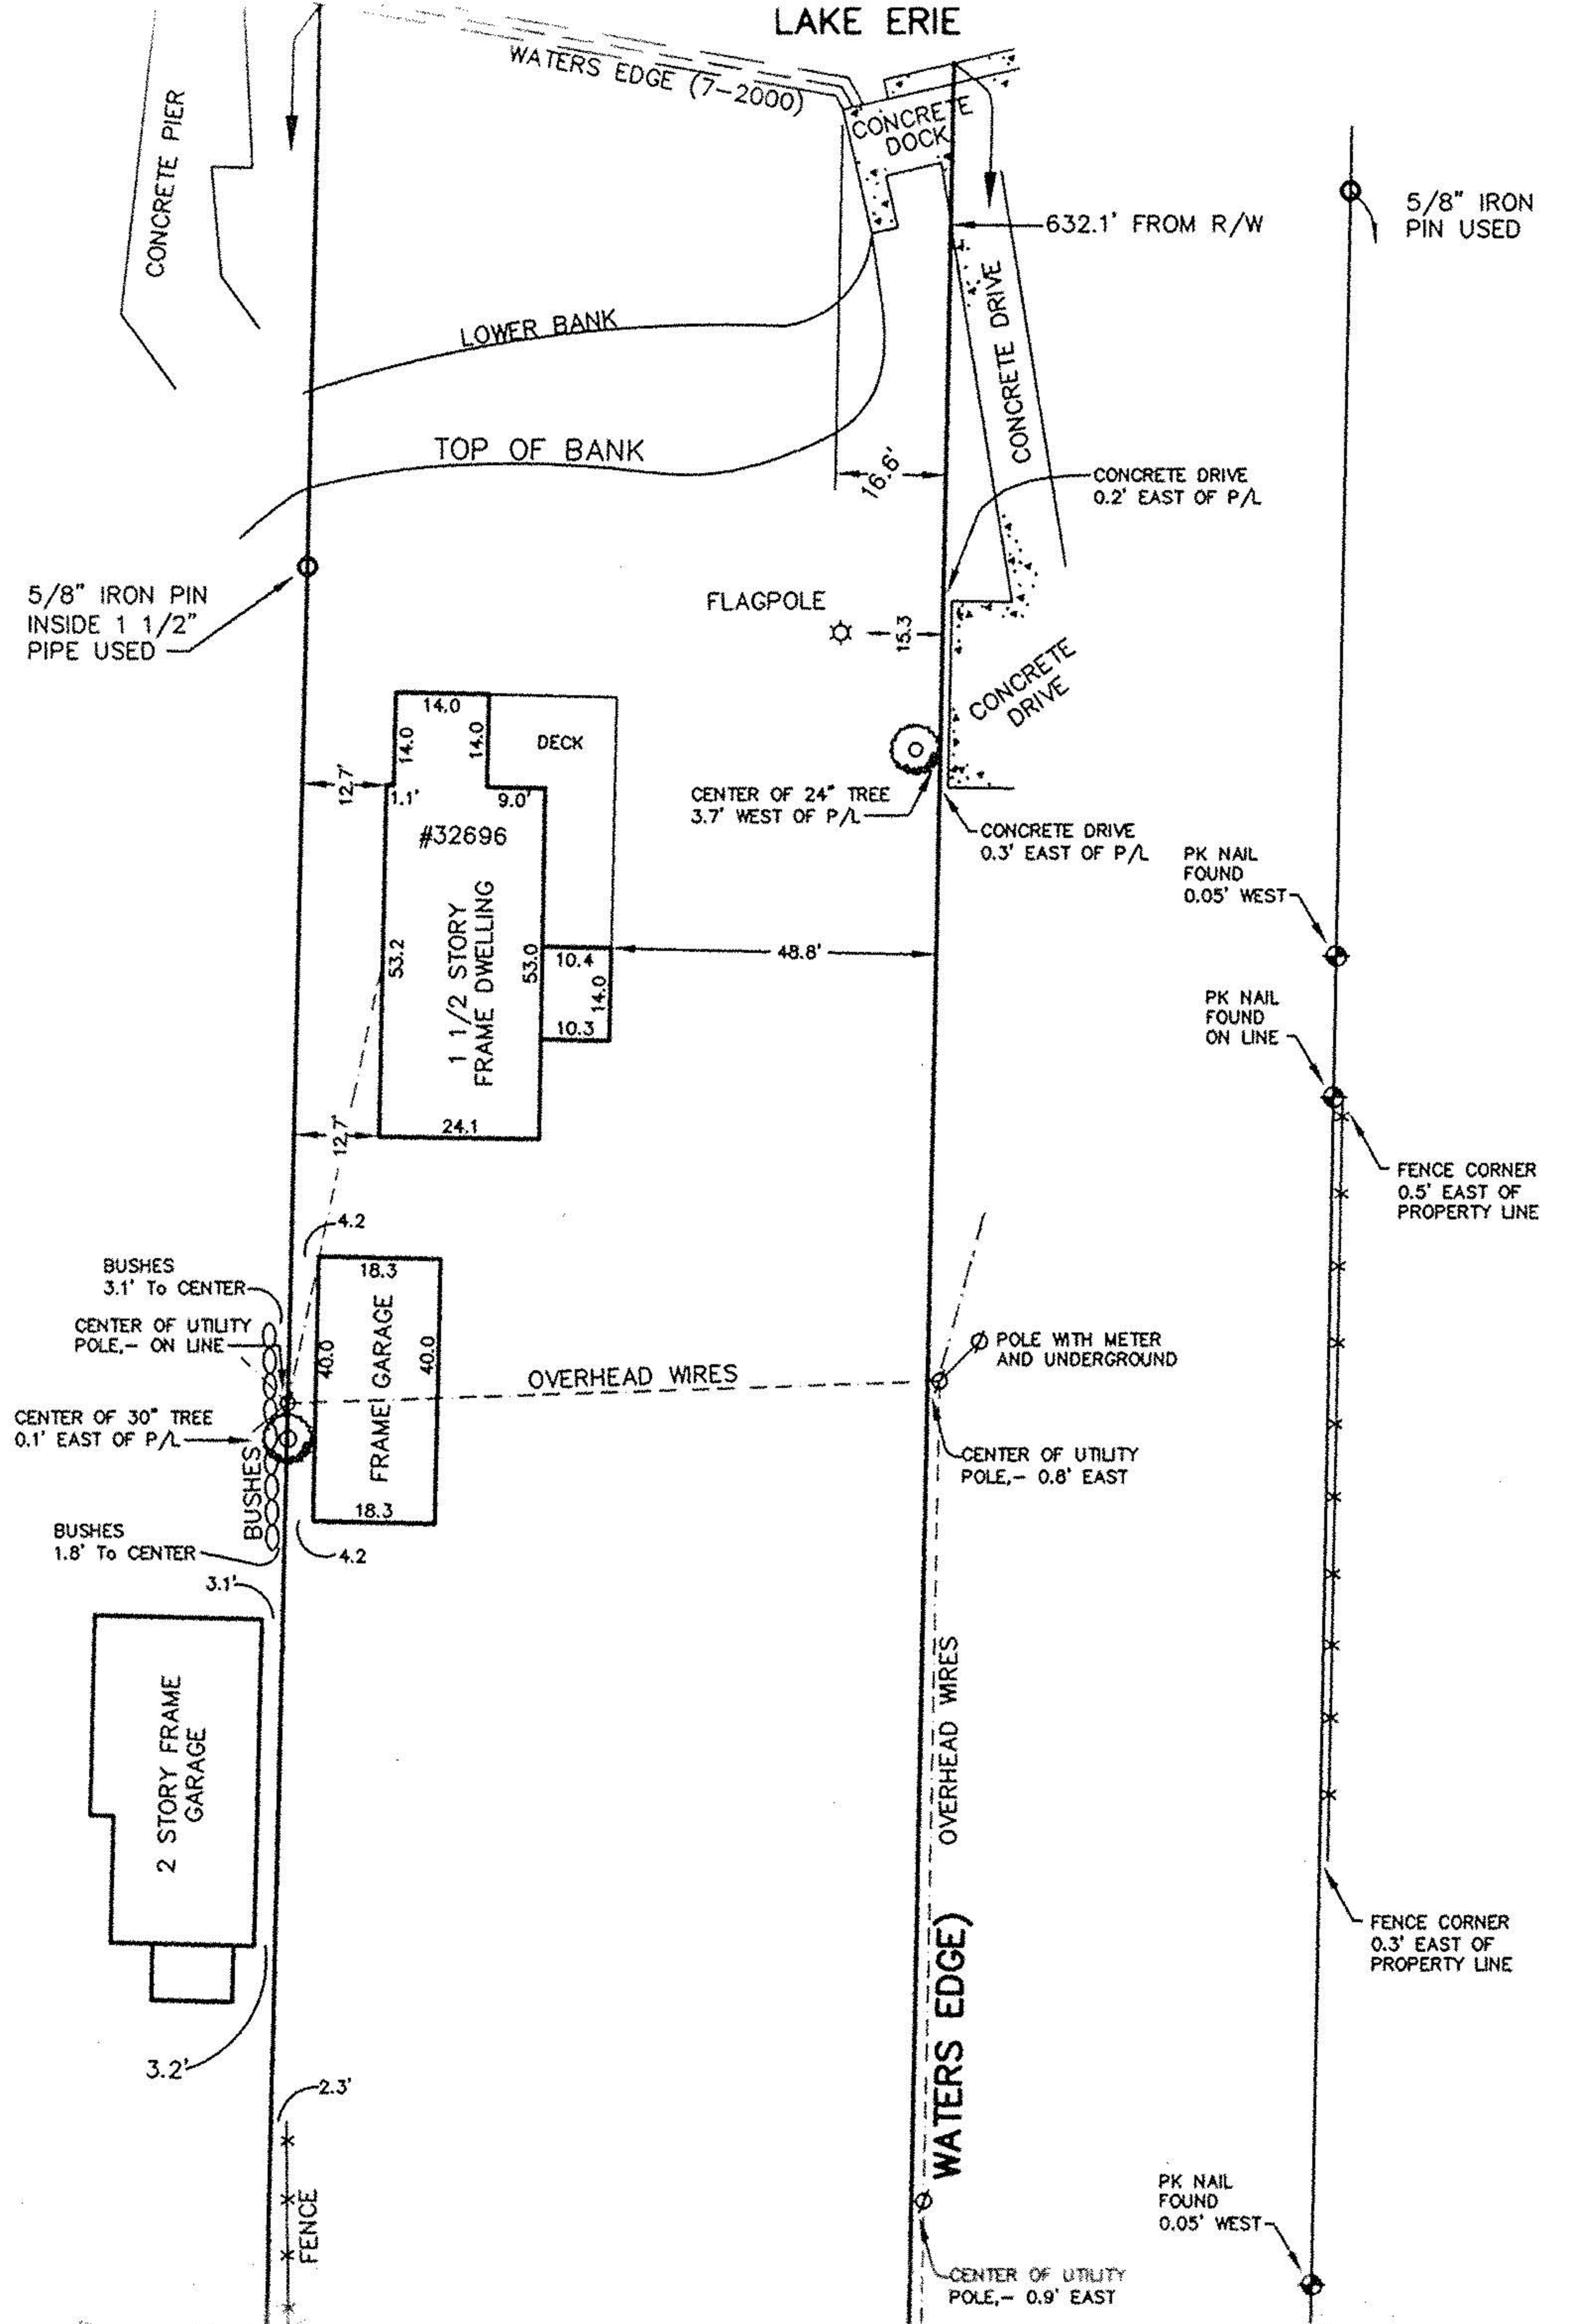 LAKE ERIE
WATERS EDGE (7-2000)
CONCRETE PIER
CONCRETE
DOCK
632.1' FROM R/W
5/8" IRON
PIN USED
CONCRETE DRIVE
LOWER BANK
TOP OF BANK
16.6'
CONCRETE DRIVE
0.2' EAST OF P/L
5/8" IRON PIN
INSIDE 1 1/2"
PIPE USED
FLAGPOLE
15.3
CONCRETE
DRIVE
14.0
14.0
14.0
DECK
12.7'
1.1'
9.0'
#32696
CENTER OF 24" TREE
3.7' WEST OF P/L
CONCRETE DRIVE
0.3' EAST OF P/L
PK NAIL
FOUND
0.05' WEST
53.2
1 1/2 STORY
FRAME DWELLING
53.0
10.4
14.0
10.3
48.8'
PK NAIL
FOUND
ON LINE
12.7'
24.1
FENCE CORNER
0.5' EAST OF
PROPERTY LINE
4.2
BUSHES
3.1' To CENTER
18.3
CENTER OF UTILITY
POLE,- ON LINE
40.0
FRAME GARAGE
40.0
OVERHEAD WIRES
POLE WITH METER
AND UNDERGROUND
CENTER OF 30" TREE
0.1' EAST OF P/L
BUSHES
CENTER OF UTILITY
POLE,- 0.8' EAST
18.3
BUSHES
1.8' To CENTER
4.2
3.1'
2 STORY FRAME
GARAGE
OVERHEAD WIRES
WATERS EDGE)
FENCE CORNER
0.3' EAST OF
PROPERTY LINE
3.2'
2.3'
FENCE
PK NAIL
FOUND
0.05' WEST
CENTER OF UTILITY
POLE,- 0.9' EAST